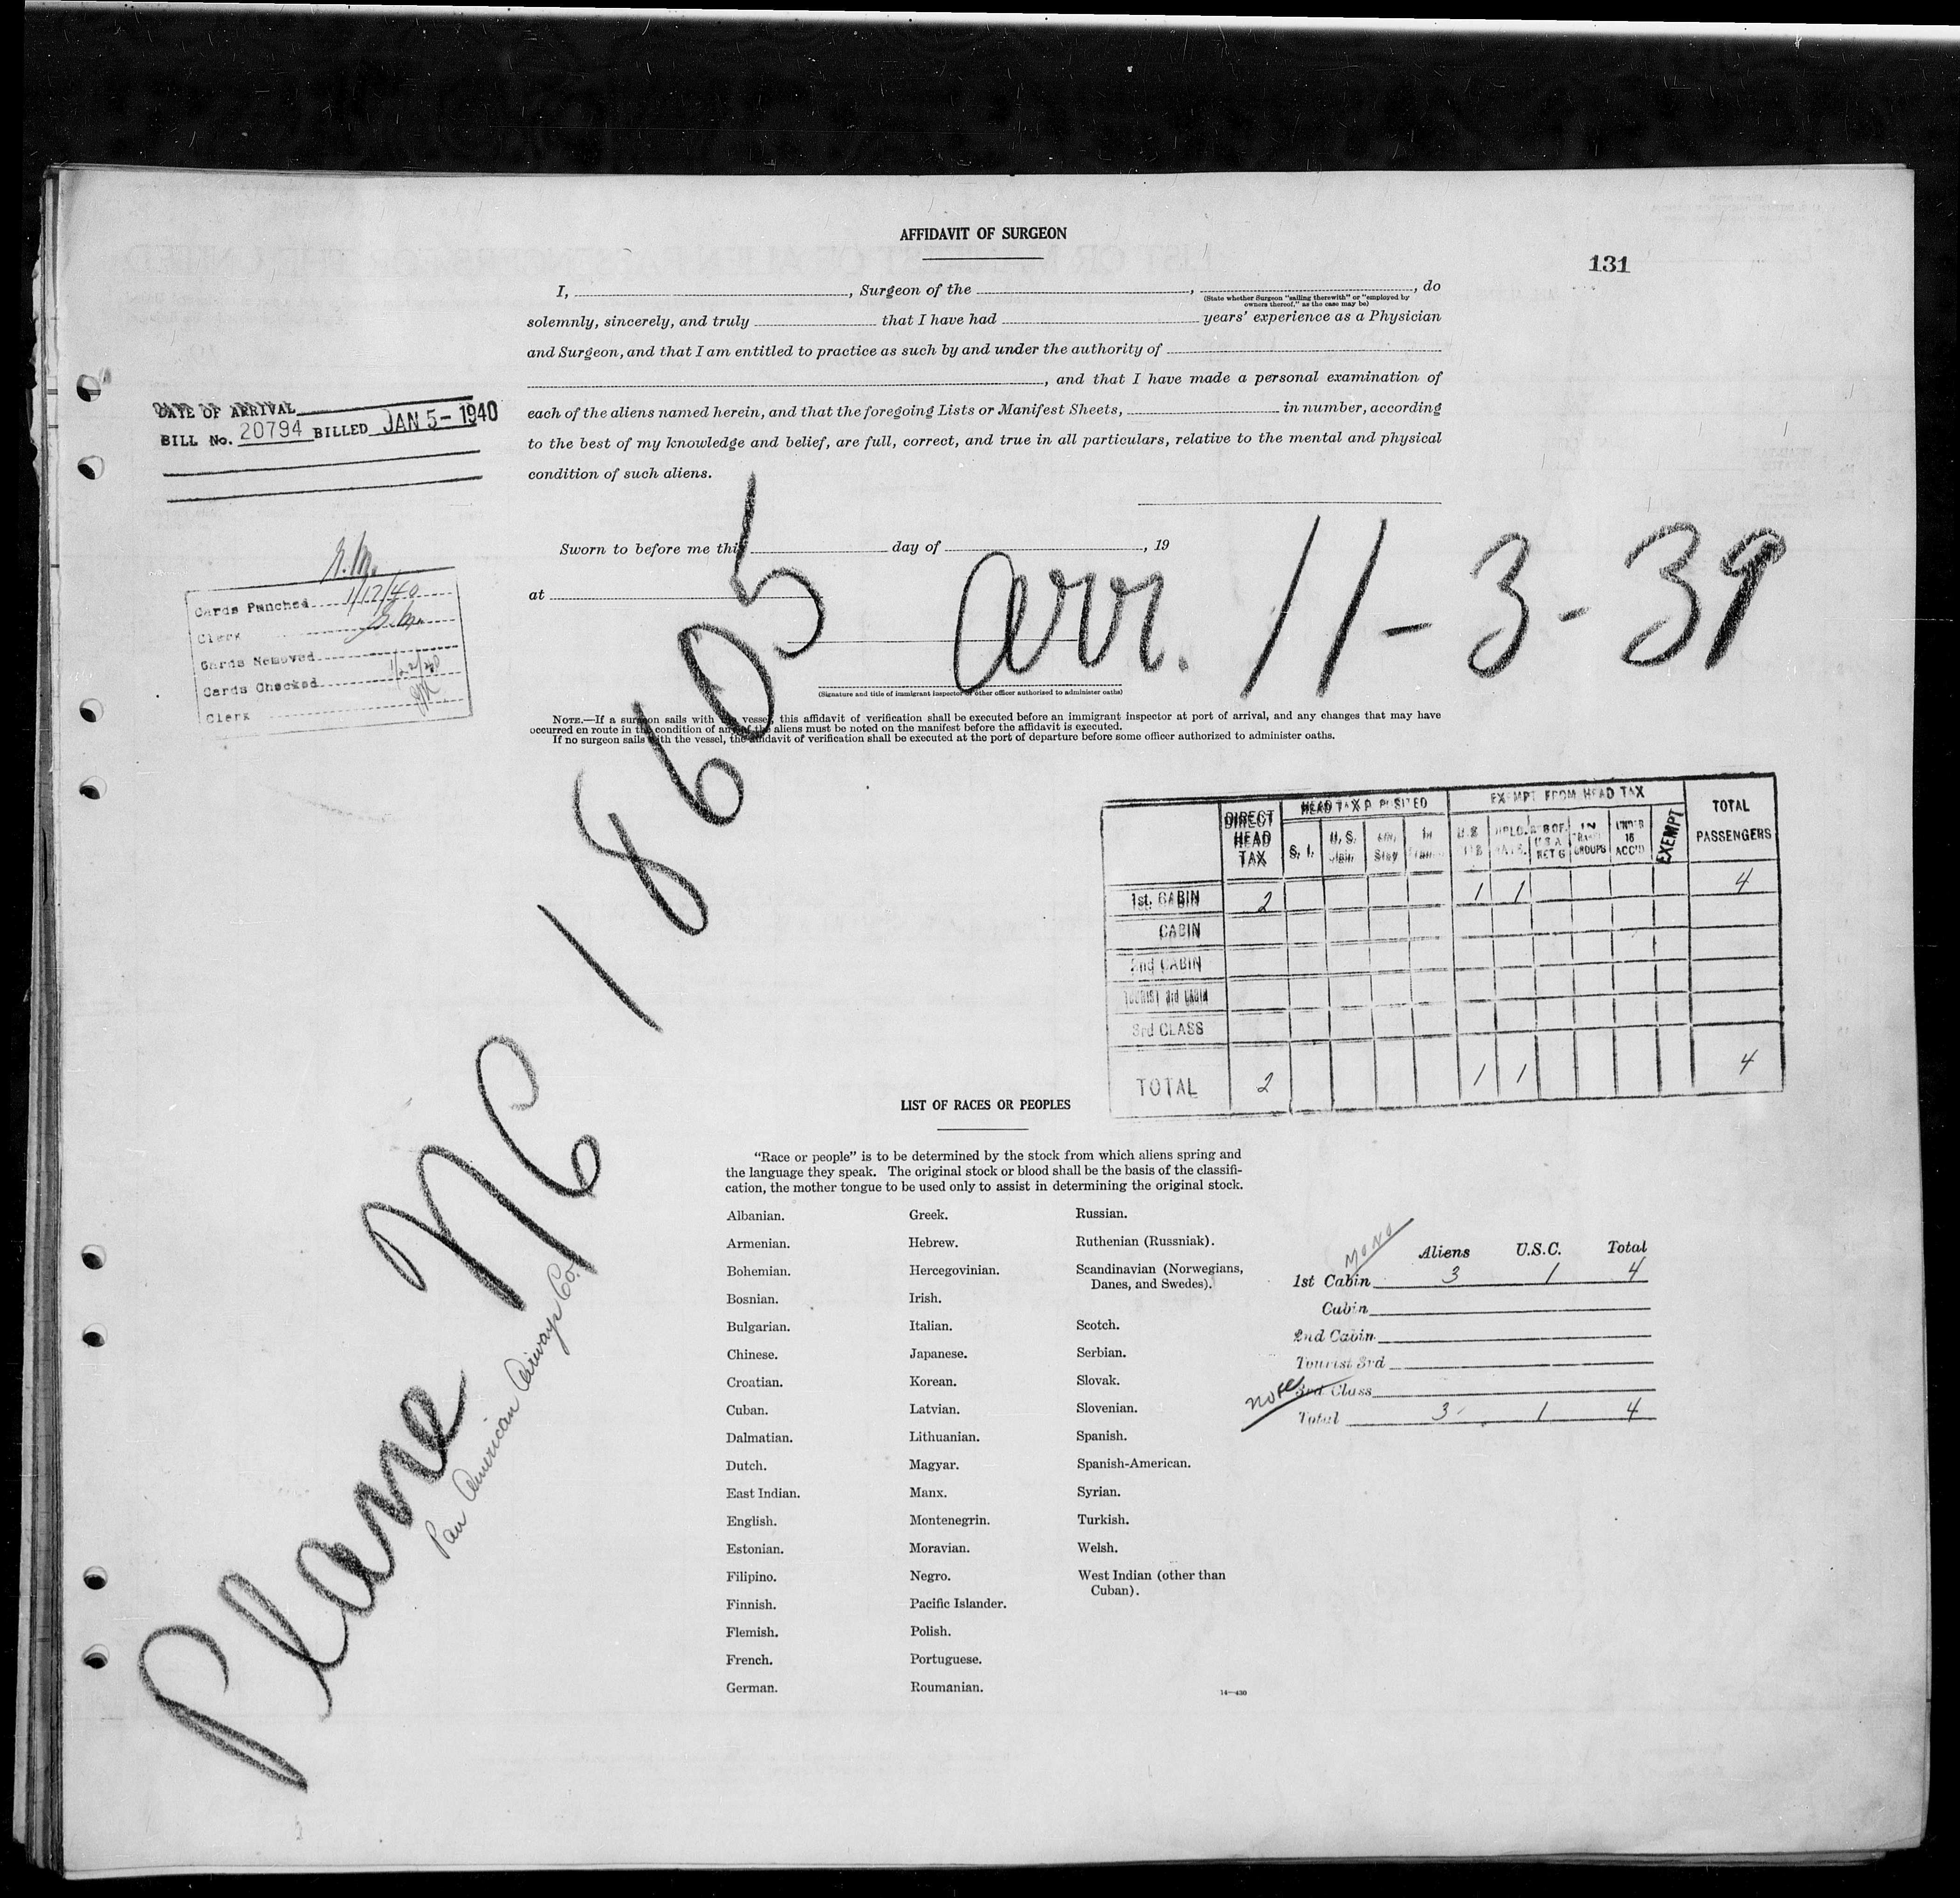 AFFIDAVIT OF SURGEON
131
I, , Surgeon of the , , do
(State whether Surgeon "sailing therewith" or "employed by
owners thereof," as the case may be)
solemnly, sincerely, and truly that I have had years' experience as a Physician
and Surgeon, and that I am entitled to practice as such by and under the authority of
, and that I have made a personal examination of
each of the aliens named herein, and that the foregoing Lists or Manifest Sheets, in number, according
to the best of my knowledge and belief, are full, correct, and true in all particulars, relative to the mental and physical
condition of such aliens.
DATE OF ARRIVAL
BILL No. 20794 BILLED JAN 5 - 1940
Sworn to before me this day of , 19
at
arr. 11-3-39
(Signature and title of immigrant inspector or other officer authorized to administer oaths)
Cards Punched 1/12/40
Clerk
Cards Removed
Cards Checked 1/22/40
Clerk
NOTE.—If a surgeon sails with the vessel, this affidavit of verification shall be executed before an immigrant inspector at port of arrival, and any changes that may have
occurred en route in the condition of any of the aliens must be noted on the manifest before the affidavit is executed.
If no surgeon sails with the vessel, the affidavit of verification shall be executed at the port of departure before some officer authorized to administer oaths.
Plane NC 18605
Pan American Airways Co.
DIRECT HEAD TAX
HEAD TAX DEPOSITED
EXEMPT FROM HEAD TAX
TOTAL PASSENGERS
S. I. U. S.
IN GROUPS UNDER 16 ACC'D EXEMPT
1st. CABIN 2 1 1 4
CABIN
2nd CABIN
TOURIST 3rd CABIN
3rd CLASS
TOTAL 2 1 1 4
LIST OF RACES OR PEOPLES
"Race or people" is to be determined by the stock from which aliens spring and
the language they speak. The original stock or blood shall be the basis of the classifi-
cation, the mother tongue to be used only to assist in determining the original stock.
Albanian.
Armenian.
Bohemian.
Bosnian.
Bulgarian.
Chinese.
Croatian.
Cuban.
Dalmatian.
Dutch.
East Indian.
English.
Estonian.
Filipino.
Finnish.
Flemish.
French.
German.
Greek.
Hebrew.
Hercegovinian.
Irish.
Italian.
Japanese.
Korean.
Latvian.
Lithuanian.
Magyar.
Manx.
Montenegrin.
Moravian.
Negro.
Pacific Islander.
Polish.
Portuguese.
Roumanian.
Russian.
Ruthenian (Russniak).
Scandinavian (Norwegians,
Danes, and Swedes).
Scotch.
Serbian.
Slovak.
Slovenian.
Spanish.
Spanish-American.
Syrian.
Turkish.
Welsh.
West Indian (other than
Cuban).
14—430
MONO
Aliens U.S.C. Total
1st Cabin 3 1 4
Cabin
2nd Cabin
Tourist 3rd
3rd Class
Total 3 1 4